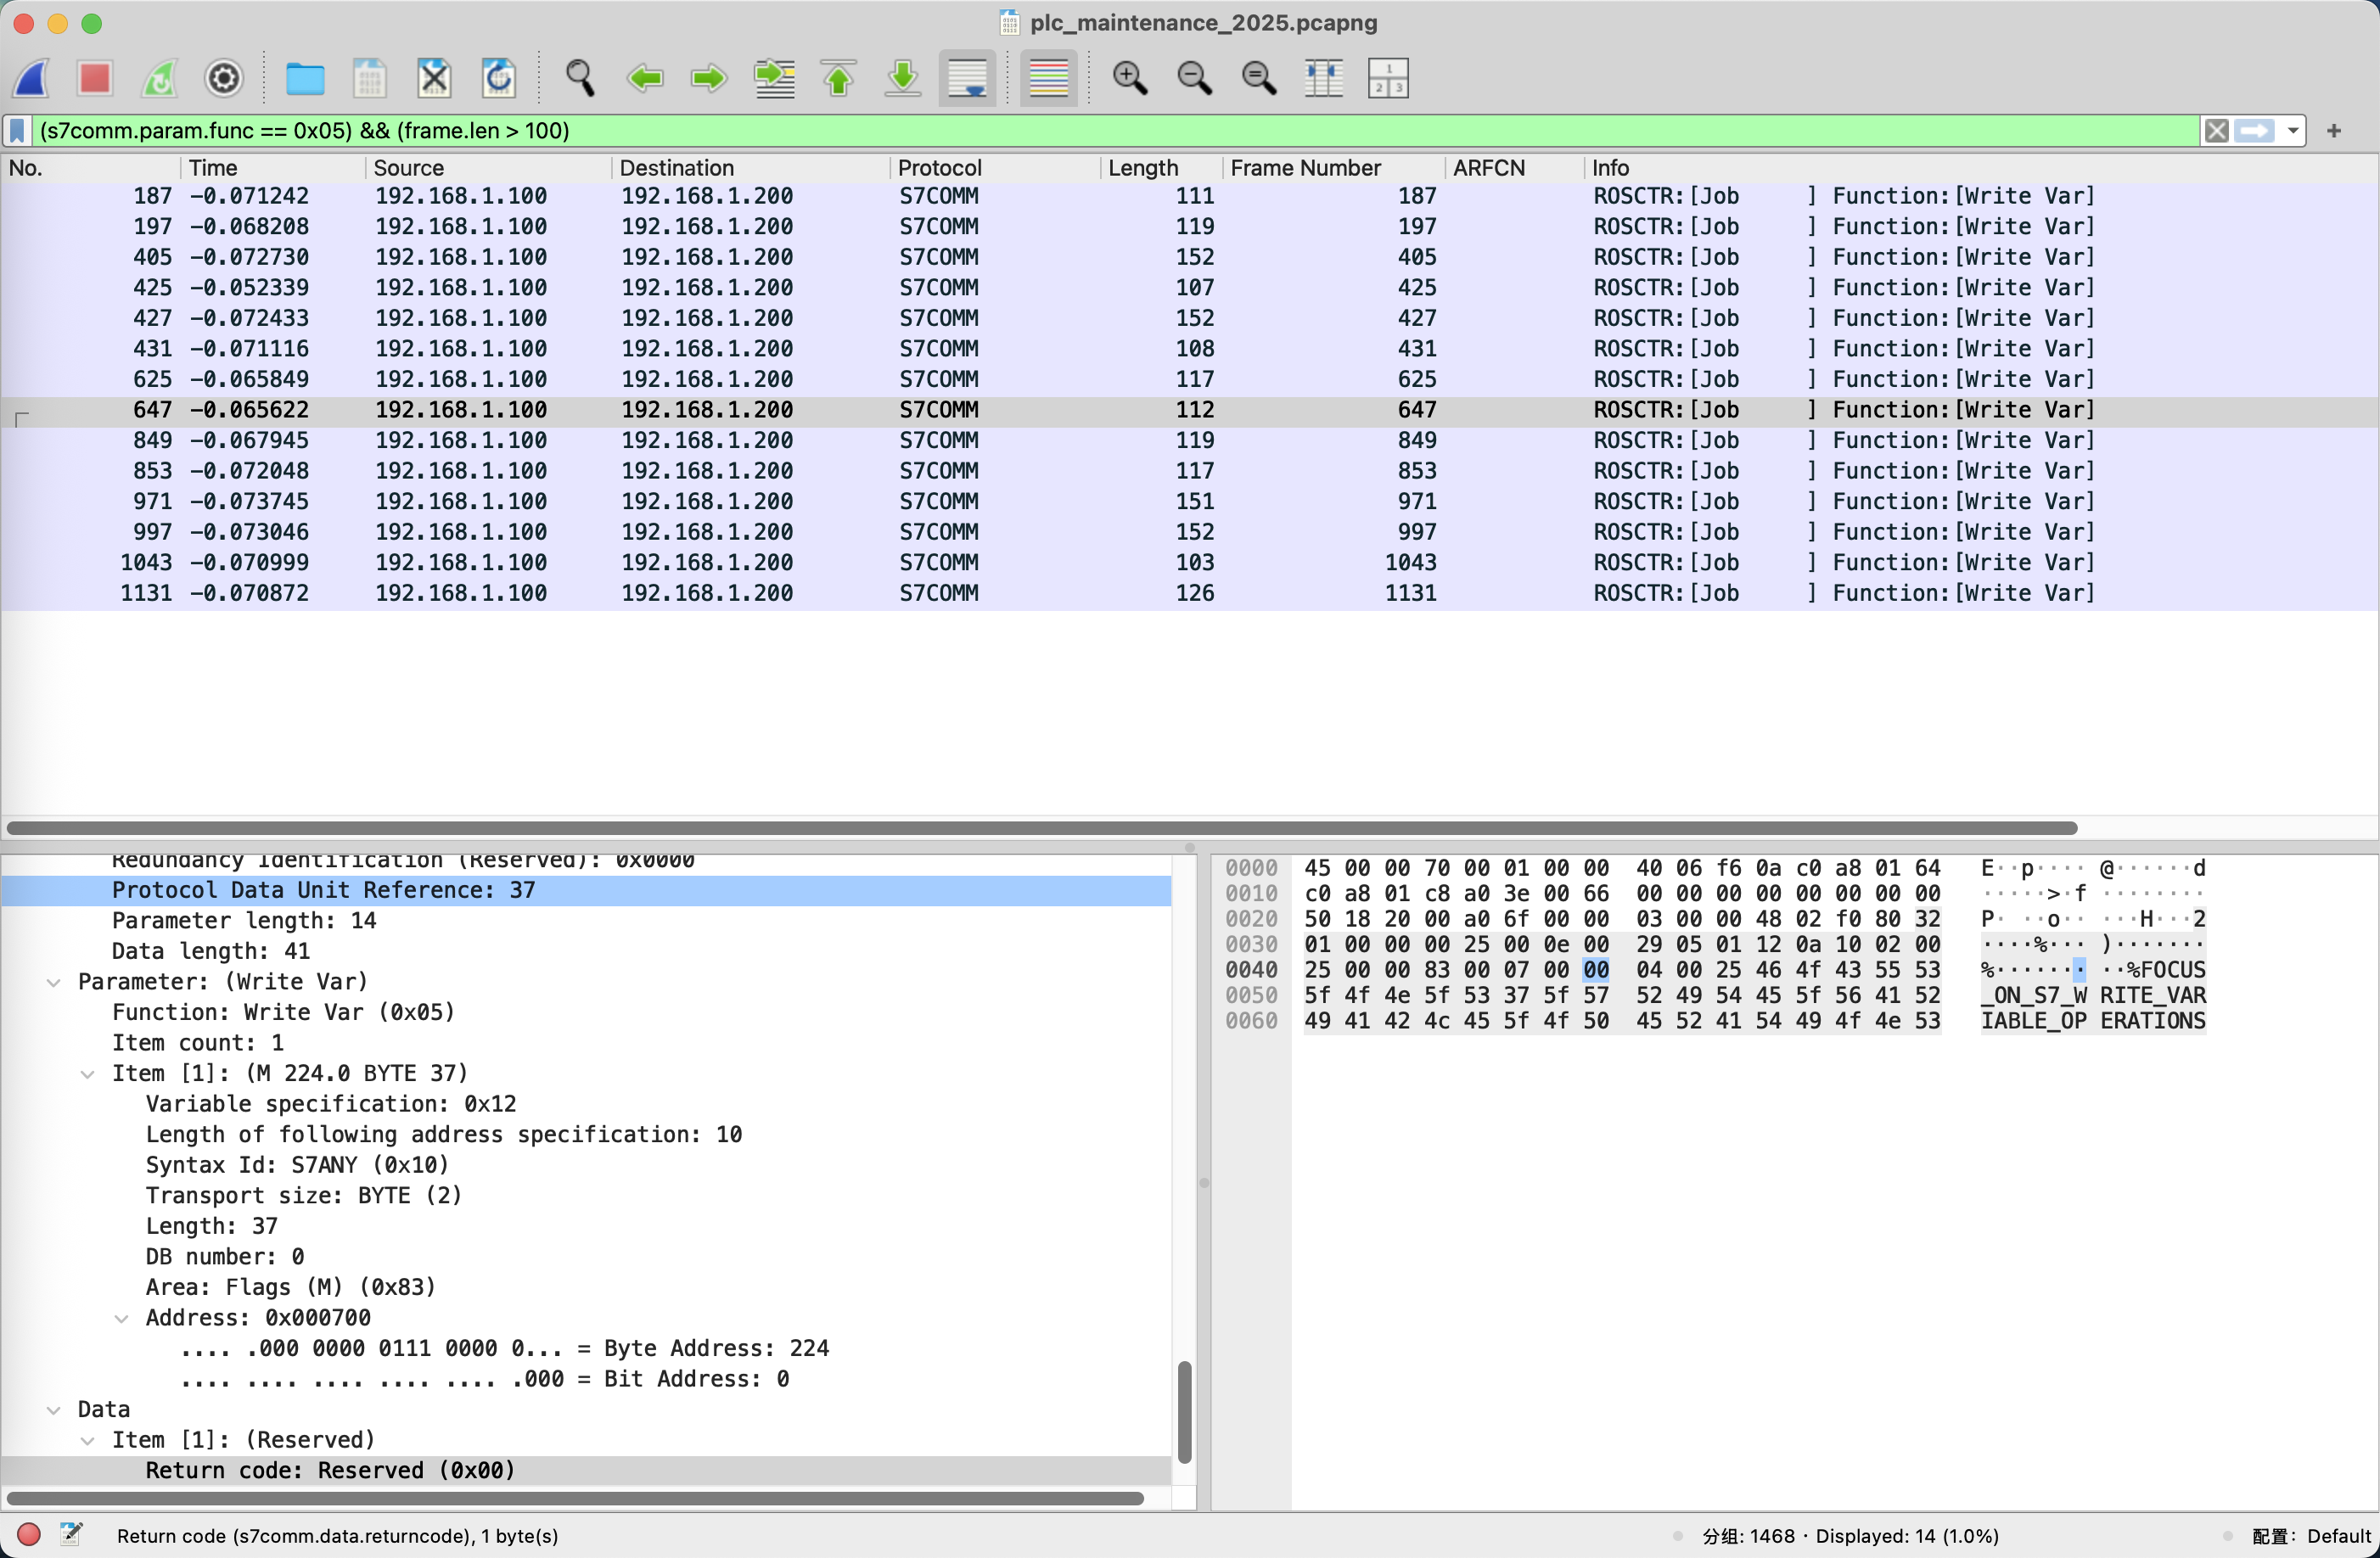 plc_maintenance_2025.pcapng
(s7comm.param.func == 0x05) && (frame.len > 100)
No. Time Source Destination Protocol Length Frame Number ARFCN Info
187 -0.071242 192.168.1.100 192.168.1.200 S7COMM 111 187 ROSCTR:[Job ] Function:[Write Var]
197 -0.068208 192.168.1.100 192.168.1.200 S7COMM 119 197 ROSCTR:[Job ] Function:[Write Var]
405 -0.072730 192.168.1.100 192.168.1.200 S7COMM 152 405 ROSCTR:[Job ] Function:[Write Var]
425 -0.052339 192.168.1.100 192.168.1.200 S7COMM 107 425 ROSCTR:[Job ] Function:[Write Var]
427 -0.072433 192.168.1.100 192.168.1.200 S7COMM 152 427 ROSCTR:[Job ] Function:[Write Var]
431 -0.071116 192.168.1.100 192.168.1.200 S7COMM 108 431 ROSCTR:[Job ] Function:[Write Var]
625 -0.065849 192.168.1.100 192.168.1.200 S7COMM 117 625 ROSCTR:[Job ] Function:[Write Var]
647 -0.065622 192.168.1.100 192.168.1.200 S7COMM 112 647 ROSCTR:[Job ] Function:[Write Var]
849 -0.067945 192.168.1.100 192.168.1.200 S7COMM 119 849 ROSCTR:[Job ] Function:[Write Var]
853 -0.072048 192.168.1.100 192.168.1.200 S7COMM 117 853 ROSCTR:[Job ] Function:[Write Var]
971 -0.073745 192.168.1.100 192.168.1.200 S7COMM 151 971 ROSCTR:[Job ] Function:[Write Var]
997 -0.073046 192.168.1.100 192.168.1.200 S7COMM 152 997 ROSCTR:[Job ] Function:[Write Var]
1043 -0.070999 192.168.1.100 192.168.1.200 S7COMM 103 1043 ROSCTR:[Job ] Function:[Write Var]
1131 -0.070872 192.168.1.100 192.168.1.200 S7COMM 126 1131 ROSCTR:[Job ] Function:[Write Var]
Redundancy Identification (Reserved): 0x0000
Protocol Data Unit Reference: 37
Parameter length: 14
Data length: 41
Parameter: (Write Var)
Function: Write Var (0x05)
Item count: 1
Item [1]: (M 224.0 BYTE 37)
Variable specification: 0x12
Length of following address specification: 10
Syntax Id: S7ANY (0x10)
Transport size: BYTE (2)
Length: 37
DB number: 0
Area: Flags (M) (0x83)
Address: 0x000700
.... .000 0000 0111 0000 0... = Byte Address: 224
.... .... .... .... .... .000 = Bit Address: 0
Data
Item [1]: (Reserved)
Return code: Reserved (0x00)
0000 45 00 00 70 00 01 00 00 40 06 f6 0a c0 a8 01 64 E··p···· @······d
0010 c0 a8 01 c8 a0 3e 00 66 00 00 00 00 00 00 00 00 ·····>·f ········
0020 50 18 20 00 a0 6f 00 00 03 00 00 48 02 f0 80 32 P· ··o·· ···H···2
0030 01 00 00 00 25 00 0e 00 29 05 01 12 0a 10 02 00 ····%··· )·······
0040 25 00 00 83 00 07 00 00 04 00 25 46 4f 43 55 53 %······· ··%FOCUS
0050 5f 4f 4e 5f 53 37 5f 57 52 49 54 45 5f 56 41 52 _ON_S7_W RITE_VAR
0060 49 41 42 4c 45 5f 4f 50 45 52 41 54 49 4f 4e 53 IABLE_OP ERATIONS
Return code (s7comm.data.returncode), 1 byte(s)
分组: 1468 · Displayed: 14 (1.0%)
配置: Default